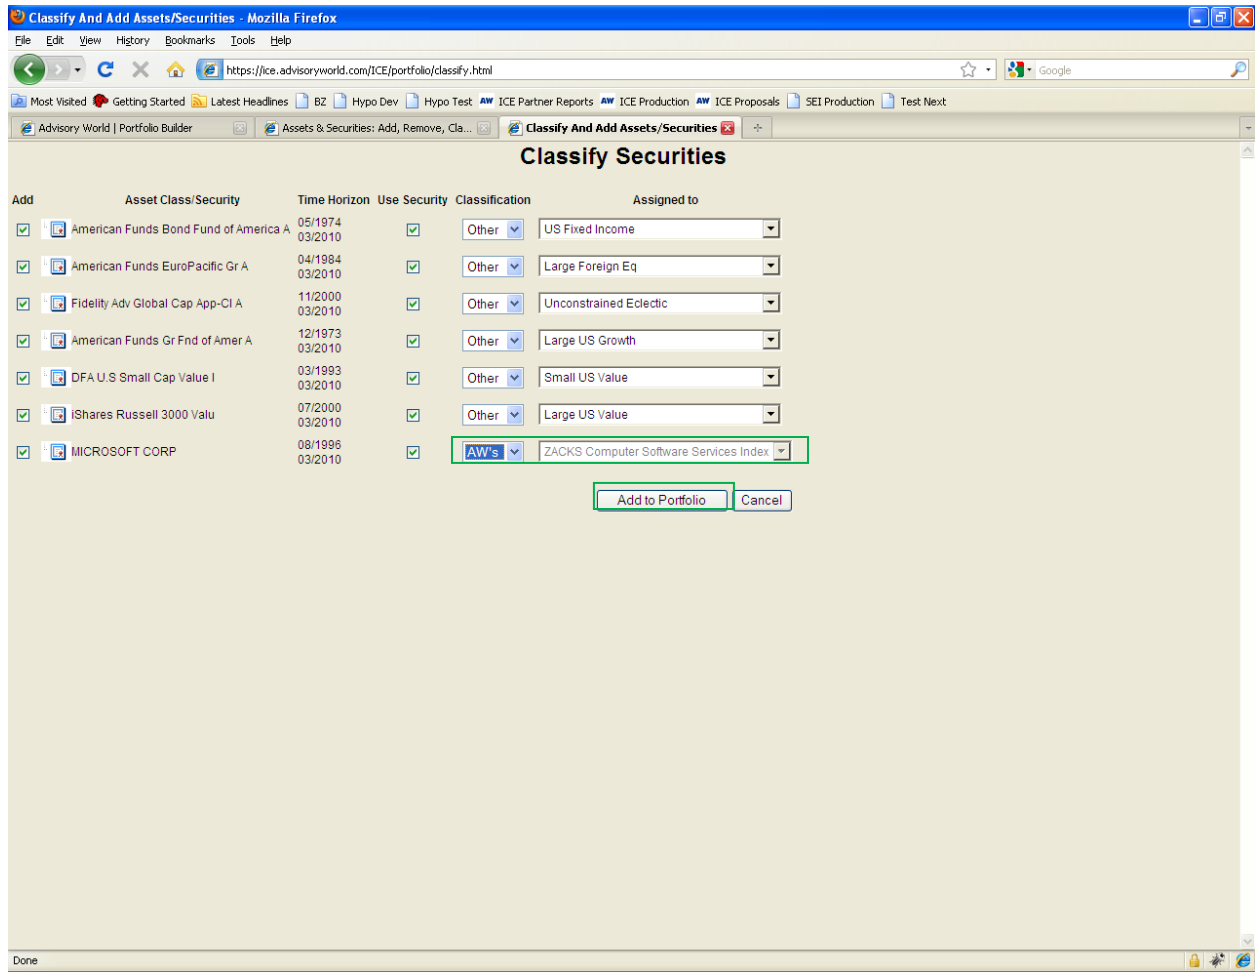 Classify And Add Assets/Securities - Mozilla Firefox
File Edit View History Bookmarks Tools Help
https://ice.advisoryworld.com/ICE/portfolio/classify.html Google
Most Visited Getting Started Latest Headlines BZ Hypo Dev Hypo Test AW ICE Partner Reports AW ICE Production AW ICE Proposals SEI Production Test Next
Advisory World | Portfolio Builder Assets & Securities: Add, Remove, Cla... Classify And Add Assets/Securities
Classify Securities
Add Asset Class/Security Time Horizon Use Security Classification Assigned to
American Funds Bond Fund of America A 05/1974 03/2010 Other US Fixed Income
American Funds EuroPacific Gr A 04/1984 03/2010 Other Large Foreign Eq
Fidelity Adv Global Cap App-Cl A 11/2000 03/2010 Other Unconstrained Eclectic
American Funds Gr Fnd of Amer A 12/1973 03/2010 Other Large US Growth
DFA U.S Small Cap Value I 03/1993 03/2010 Other Small US Value
iShares Russell 3000 Valu 07/2000 03/2010 Other Large US Value
MICROSOFT CORP 08/1996 03/2010 AW's ZACKS Computer Software Services Index
Add to Portfolio Cancel
Done